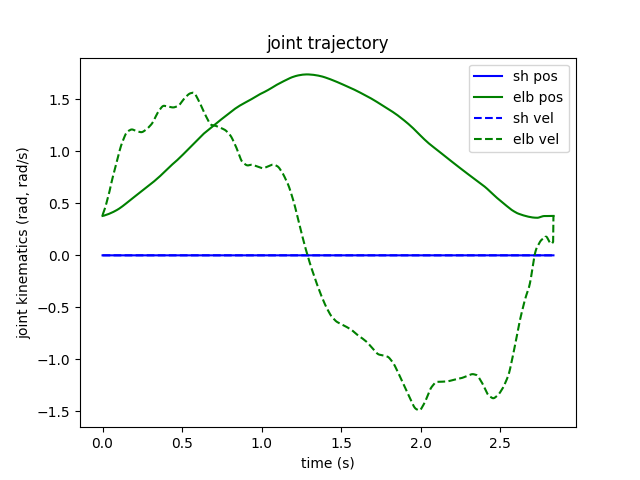 joint trajectory
sh pos
elb pos
sh vel
elb vel
joint kinematics (rad, rad/s)
1.5
1.0
0.5
0.0
−0.5
−1.0
−1.5
0.0 0.5 1.0 1.5 2.0 2.5
time (s)